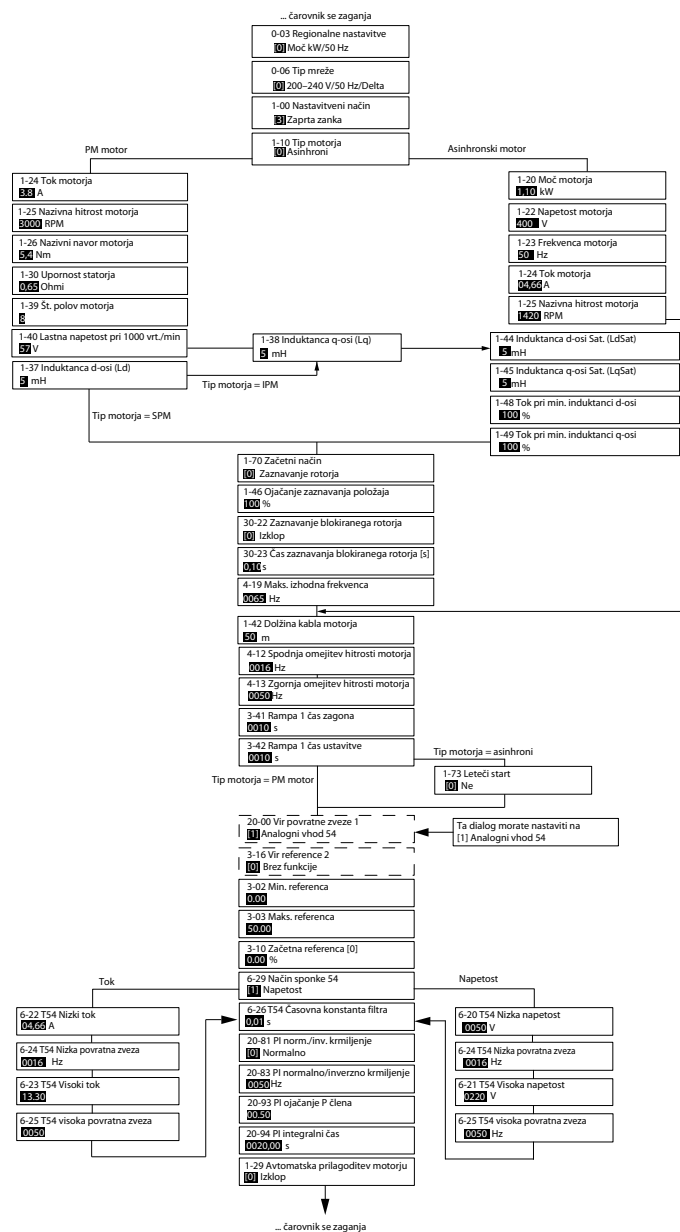 ... čarovnik se zaganja
0-03 Regionalne nastavitve
[0] Moč kW/50 Hz
0-06 Tip mreže
[0] 200–240 V/50 Hz/Delta
1-00 Nastavitveni način
[3] Zaprta zanka
1-10 Tip motorja
[0] Asinhroni
PM motor
Asinhronski motor
1-24 Tok motorja
3.8 A
1-25 Nazivna hitrost motorja
3000 RPM
1-26 Nazivni navor motorja
5,4 Nm
1-30 Upornost statorja
0,65 Ohmi
1-39 Št. polov motorja
8
1-40 Lastna napetost pri 1000 vrt./min
57 V
1-37 Induktanca d-osi (Ld)
5 mH
1-20 Moč motorja
1,10 kW
1-22 Napetost motorja
400 V
1-23 Frekvenca motorja
50 Hz
1-24 Tok motorja
04,66 A
1-25 Nazivna hitrost motorja
1420 RPM
1-38 Induktanca q-osi (Lq)
5 mH
1-44 Induktanca d-osi Sat. (LdSat)
5 mH
1-45 Induktanca q-osi Sat. (LqSat)
5 mH
1-48 Tok pri min. induktanci d-osi
100 %
1-49 Tok pri min. induktanci q-osi
100 %
Tip motorja = IPM
Tip motorja = SPM
1-70 Začetni način
[0] Zaznavanje rotorja
1-46 Ojačanje zaznavanja položaja
100 %
30-22 Zaznavanje blokiranega rotorja
[0] Izklop
30-23 Čas zaznavanja blokiranega rotorja [s]
0,10 s
4-19 Maks. izhodna frekvenca
0065 Hz
1-42 Dolžina kabla motorja
50 m
4-12 Spodnja omejitev hitrosti motorja
0016 Hz
4-13 Zgornja omejitev hitrosti motorja
0050 Hz
3-41 Rampa 1 čas zagona
0010 s
3-42 Rampa 1 čas ustavitve
0010 s
Tip motorja = asinhroni
Tip motorja = PM motor
1-73 Leteči start
[0] Ne
20-00 Vir povratne zveze 1
[1] Analogni vhod 54
Ta dialog morate nastaviti na
[1] Analogni vhod 54
3-16 Vir reference 2
[0] Brez funkcije
3-02 Min. referenca
0.00
3-03 Maks. referenca
50.00
3-10 Začetna referenca [0]
0.00 %
6-29 Način sponke 54
[1] Napetost
Tok
Napetost
6-22 T54 Nizki tok
04,66 A
6-24 T54 Nizka povratna zveza
0016 Hz
6-23 T54 Visoki tok
13.30
6-25 T54 visoka povratna zveza
0050
6-26 T54 Časovna konstanta filtra
0,01 s
20-81 PI norm./inv. krmiljenje
[0] Normalno
20-83 PI normalno/inverzno krmiljenje
0050 Hz
20-93 PI ojačanje P člena
00.50
20-94 PI integralni čas
0020,00 s
1-29 Avtomatska prilagoditev motorju
[0] Izklop
6-20 T54 Nizka napetost
0050 V
6-24 T54 Nizka povratna zveza
0016 Hz
6-21 T54 Visoka napetost
0220 V
6-25 T54 visoka povratna zveza
0050 Hz
... čarovnik se zaganja